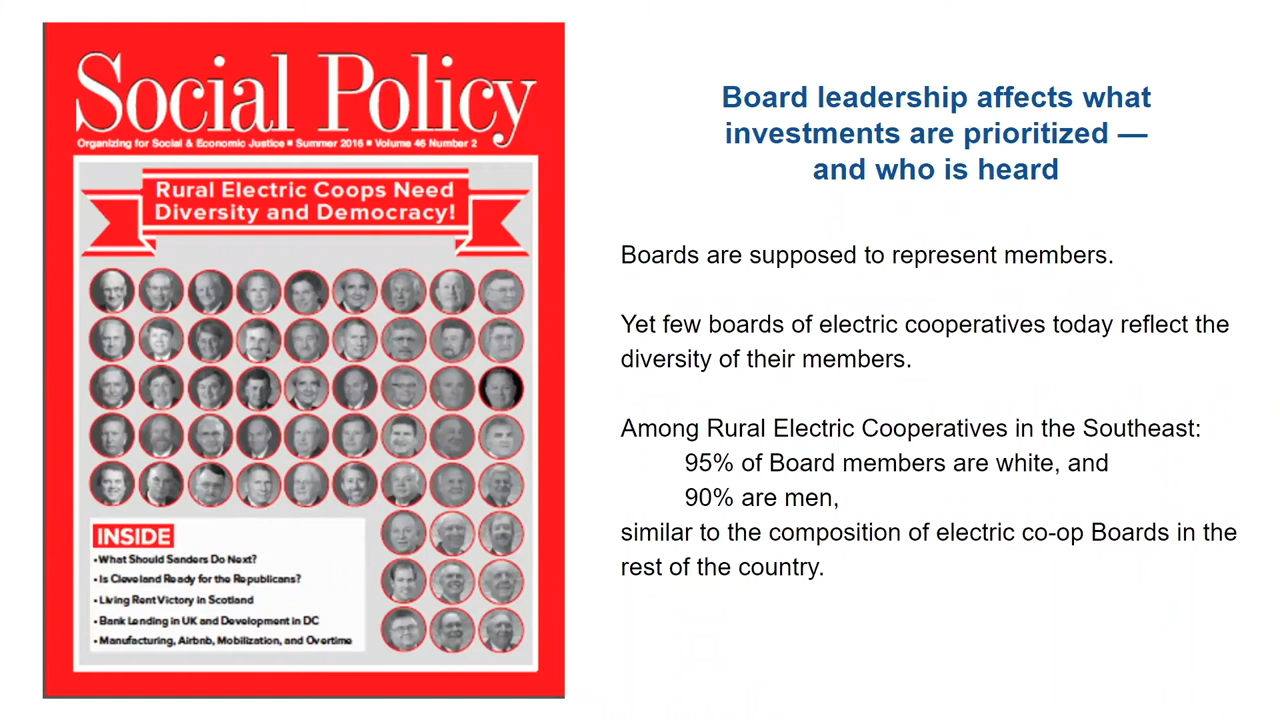 Social Policy
Organizing for Social & Economic Justice ■ Summer 2016 ■ Volume 46 Number 2
Rural Electric Coops Need
Diversity and Democracy!
INSIDE
• What Should Sanders Do Next?
• Is Cleveland Ready for the Republicans?
• Living Rent Victory in Scotland
• Bank Lending in UK and Development in DC
• Manufacturing, Airbnb, Mobilization, and Overtime
Board leadership affects what
investments are prioritized —
and who is heard
Boards are supposed to represent members.
Yet few boards of electric cooperatives today reflect the
diversity of their members.
Among Rural Electric Cooperatives in the Southeast:
95% of Board members are white, and
90% are men,
similar to the composition of electric co-op Boards in the
rest of the country.